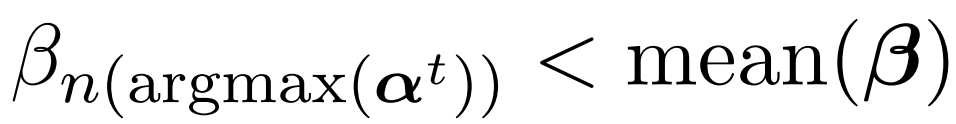 β_{n(argmax(𝜶^t))} < mean(𝜷)